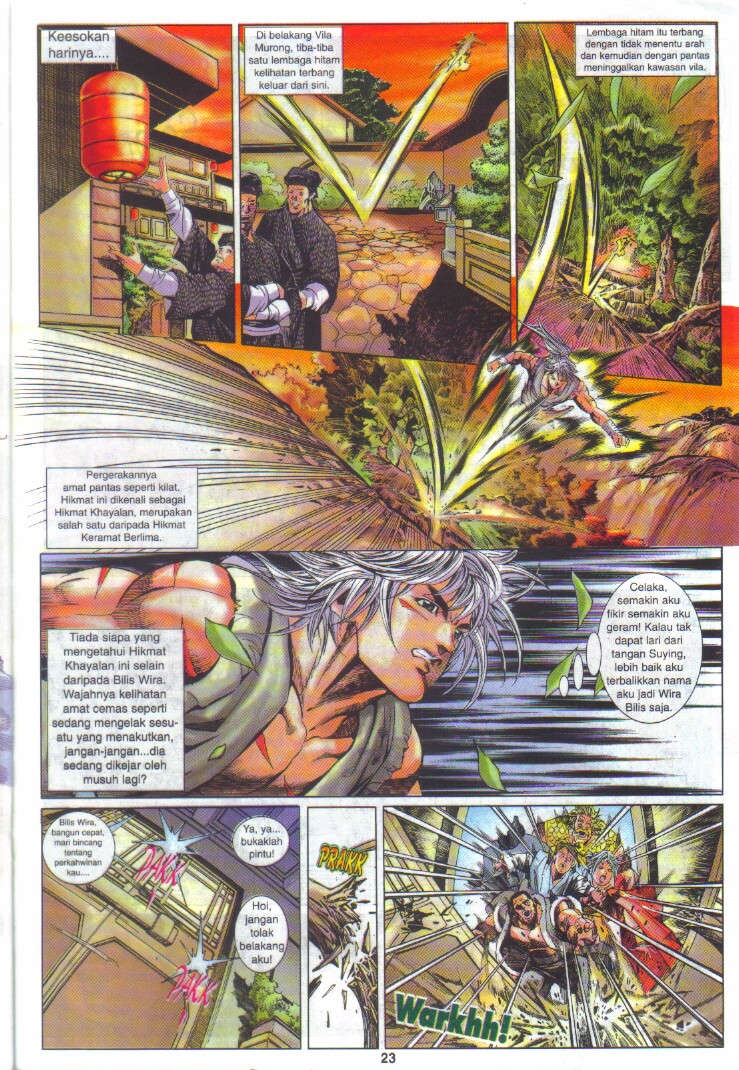 Keesokan
harinya....
Di belakang Vila
Murong, tiba-tiba
satu lembaga hitam
kelihatan terbang
keluar dari sini.
Lembaga hitam itu terbang
dengan tidak menentu arah
dan kemudian dengan pantas
meninggalkan kawasan vila.
Pergerakannya
amat pantas seperti kilat.
Hikmat ini dikenali sebagai
Hikmat Khayalan, merupakan
salah satu daripada Hikmat
Keramat Berlima.
Tiada siapa yang
mengetahui Hikmat
Khayalan ini selain
daripada Bilis Wira.
Wajahnya kelihatan
amat cemas seperti
sedang mengelak sesu-
atu yang menakutkan,
jangan-jangan...dia
sedang dikejar oleh
musuh lagi?
Celaka,
semakin aku
fikir semakin aku
geram! Kalau tak
dapat lari dari
tangan Suying,
lebih baik aku
terbalikkan nama
aku jadi Wira
Bilis saja.
Bilis Wira,
bangun cepat,
mari bincang
tentang
perkahwinan
kau....
DAKK
Ya, ya...
bukalah
pintu!
Hoi,
jangan
tolak
belakang
aku!
DAKK
PRAKK
Warkhh!
23